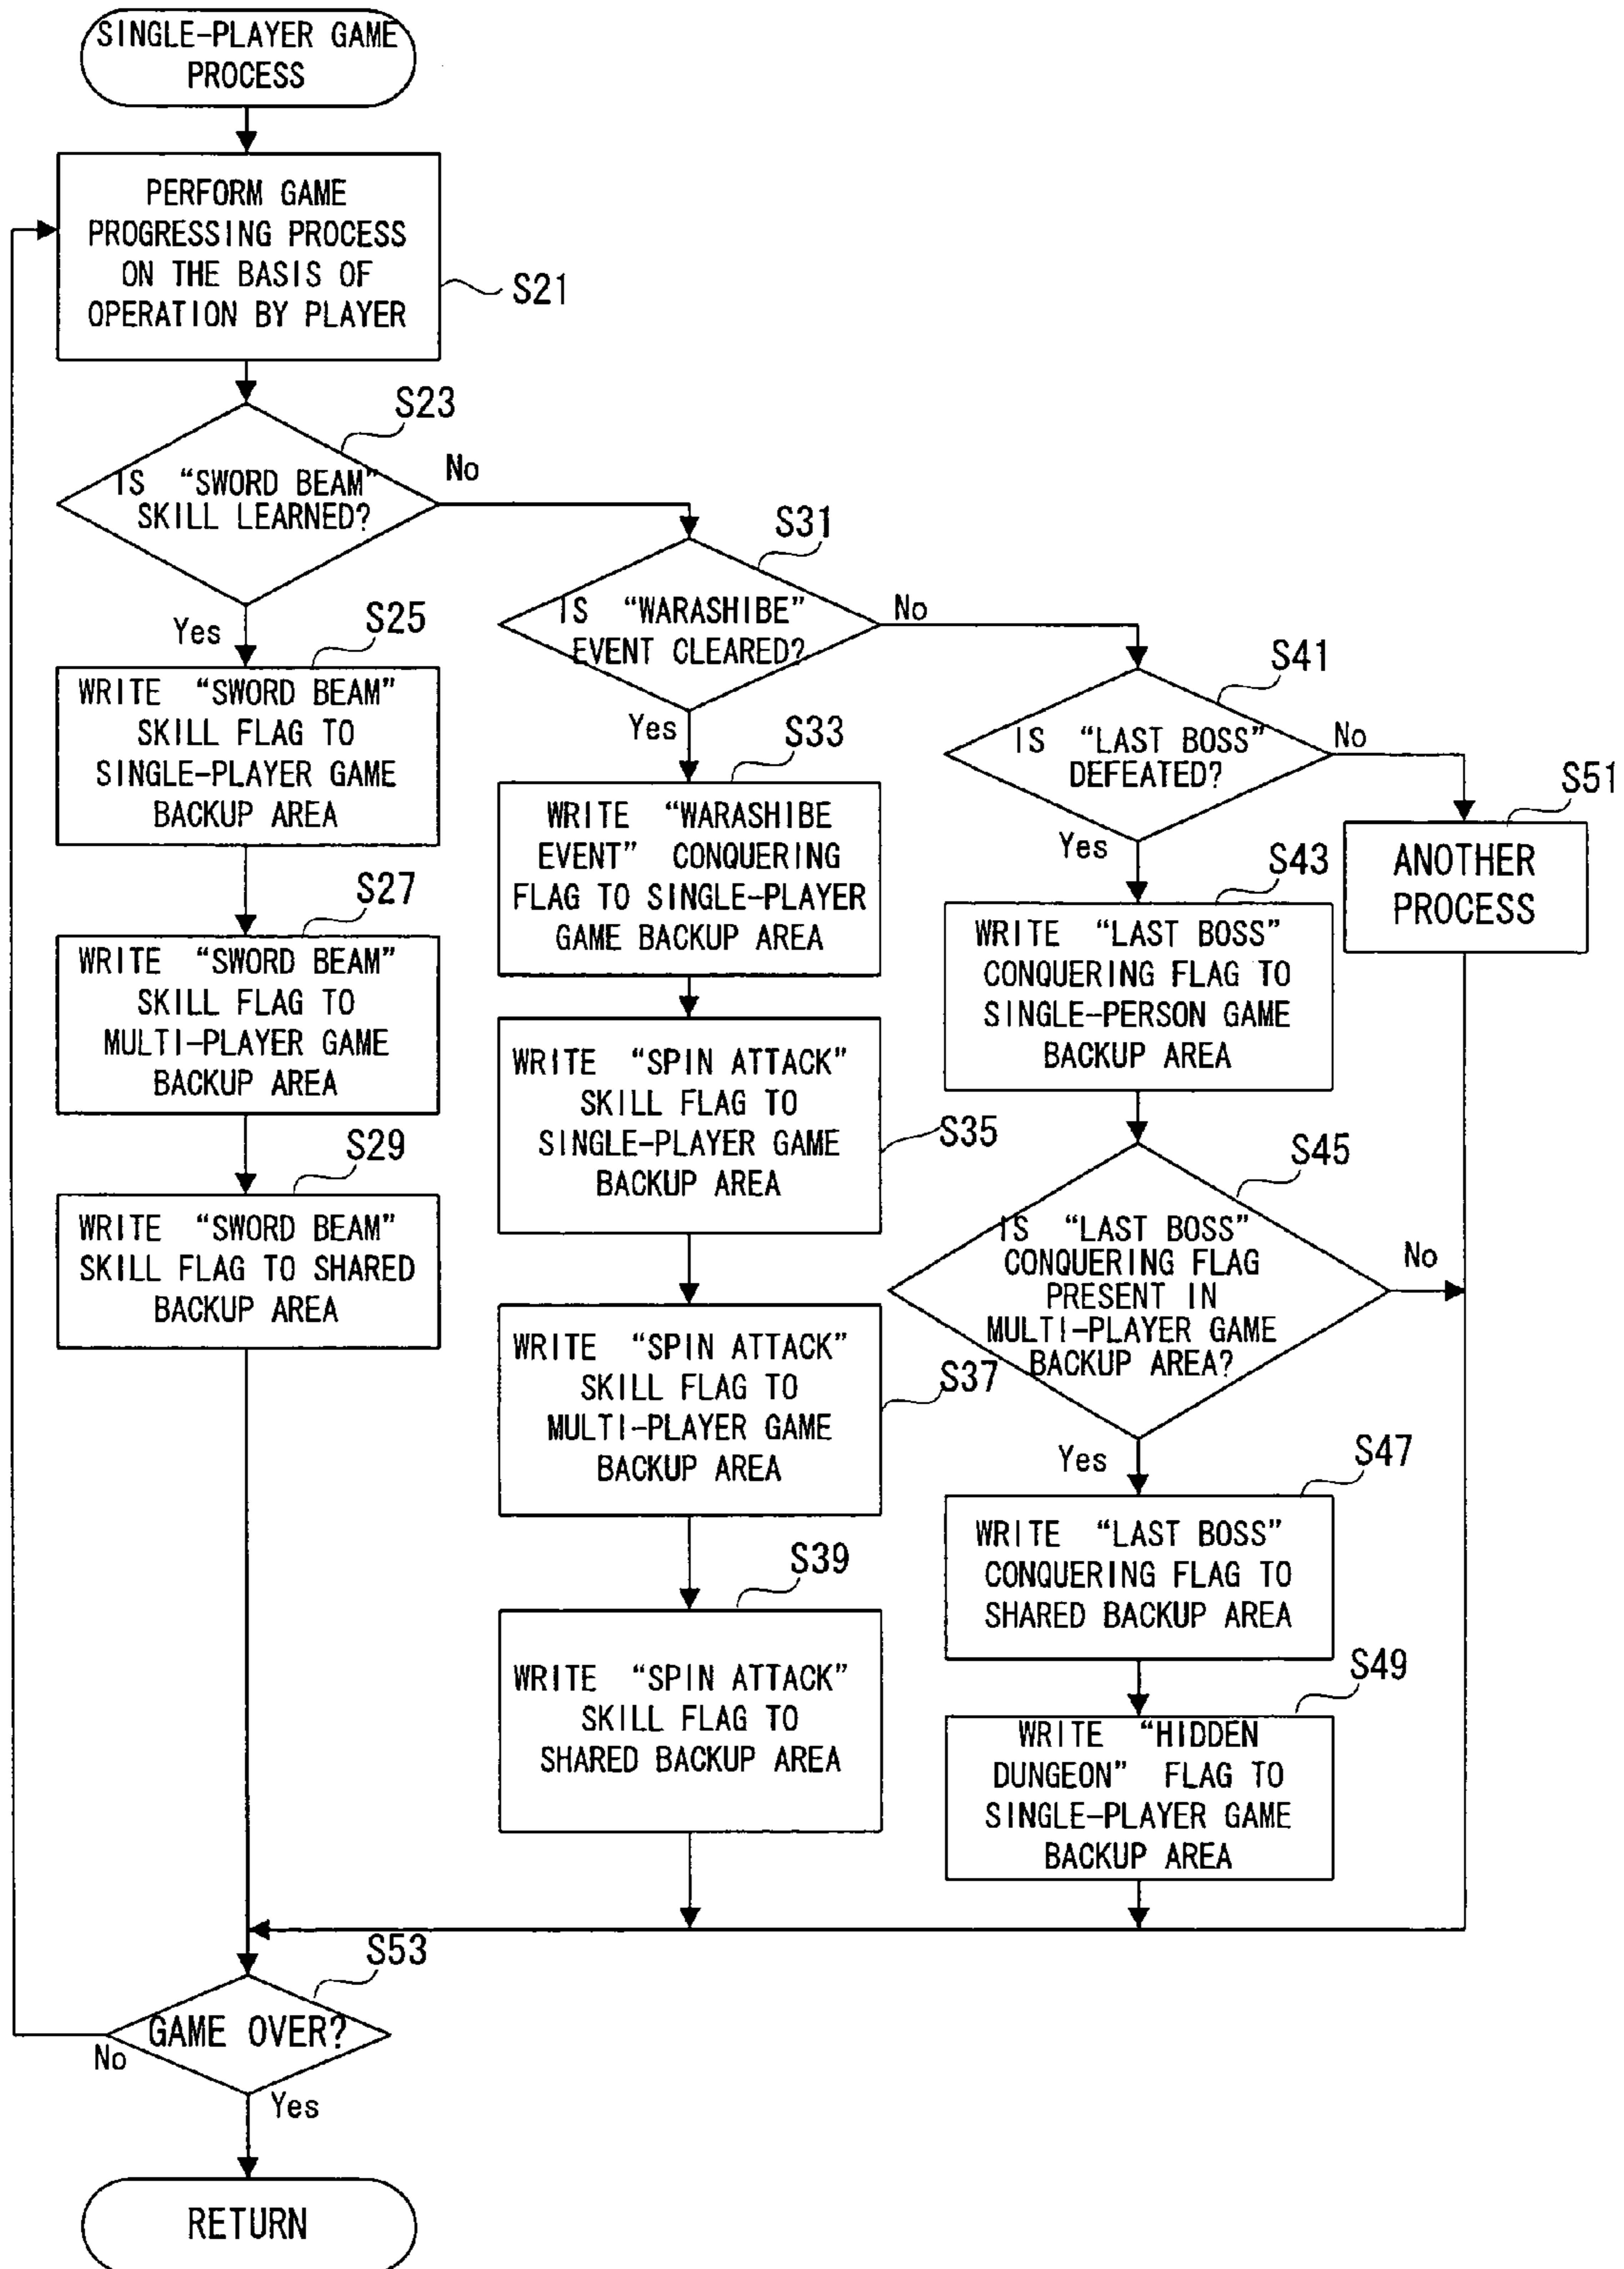 SINGLE-PLAYER GAME
PROCESS
PERFORM GAME
PROGRESSING PROCESS
ON THE BASIS OF
OPERATION BY PLAYER
S21
S23
IS “SWORD BEAM”
SKILL LEARNED?
No
Yes
S25
WRITE “SWORD BEAM”
SKILL FLAG TO
SINGLE-PLAYER GAME
BACKUP AREA
S27
WRITE “SWORD BEAM”
SKILL FLAG TO
MULTI-PLAYER GAME
BACKUP AREA
S29
WRITE “SWORD BEAM”
SKILL FLAG TO SHARED
BACKUP AREA
S31
IS “WARASHIBE”
EVENT CLEARED?
No
Yes
S33
WRITE “WARASHIBE
EVENT” CONQUERING
FLAG TO SINGLE-PLAYER
GAME BACKUP AREA
WRITE “SPIN ATTACK”
SKILL FLAG TO
SINGLE-PLAYER GAME
BACKUP AREA
S35
WRITE “SPIN ATTACK”
SKILL FLAG TO
MULTI-PLAYER GAME
BACKUP AREA
S37
S39
WRITE “SPIN ATTACK”
SKILL FLAG TO
SHARED BACKUP AREA
S41
IS “LAST BOSS”
DEFEATED?
No
Yes
S51
ANOTHER
PROCESS
S43
WRITE “LAST BOSS”
CONQUERING FLAG TO
SINGLE-PERSON GAME
BACKUP AREA
S45
IS “LAST BOSS”
CONQUERING FLAG
PRESENT IN
MULTI-PLAYER GAME
BACKUP AREA?
No
Yes
S47
WRITE “LAST BOSS”
CONQUERING FLAG TO
SHARED BACKUP AREA
S49
WRITE “HIDDEN
DUNGEON” FLAG TO
SINGLE-PLAYER GAME
BACKUP AREA
S53
GAME OVER?
No
Yes
RETURN